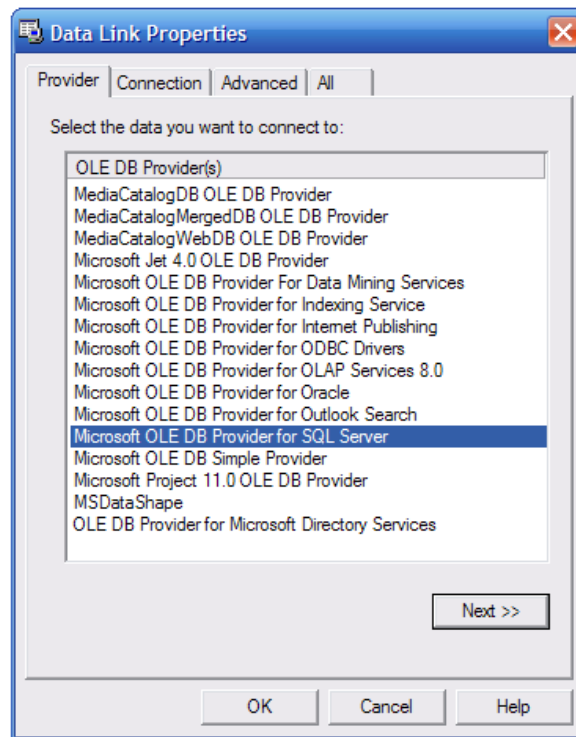 Data Link Properties
Provider Connection Advanced All
Select the data you want to connect to:
OLE DB Provider(s)
MediaCatalogDB OLE DB Provider
MediaCatalogMergedDB OLE DB Provider
MediaCatalogWebDB OLE DB Provider
Microsoft Jet 4.0 OLE DB Provider
Microsoft OLE DB Provider For Data Mining Services
Microsoft OLE DB Provider for Indexing Service
Microsoft OLE DB Provider for Internet Publishing
Microsoft OLE DB Provider for ODBC Drivers
Microsoft OLE DB Provider for OLAP Services 8.0
Microsoft OLE DB Provider for Oracle
Microsoft OLE DB Provider for Outlook Search
Microsoft OLE DB Provider for SQL Server
Microsoft OLE DB Simple Provider
Microsoft Project 11.0 OLE DB Provider
MSDataShape
OLE DB Provider for Microsoft Directory Services
Next >>
OK Cancel Help